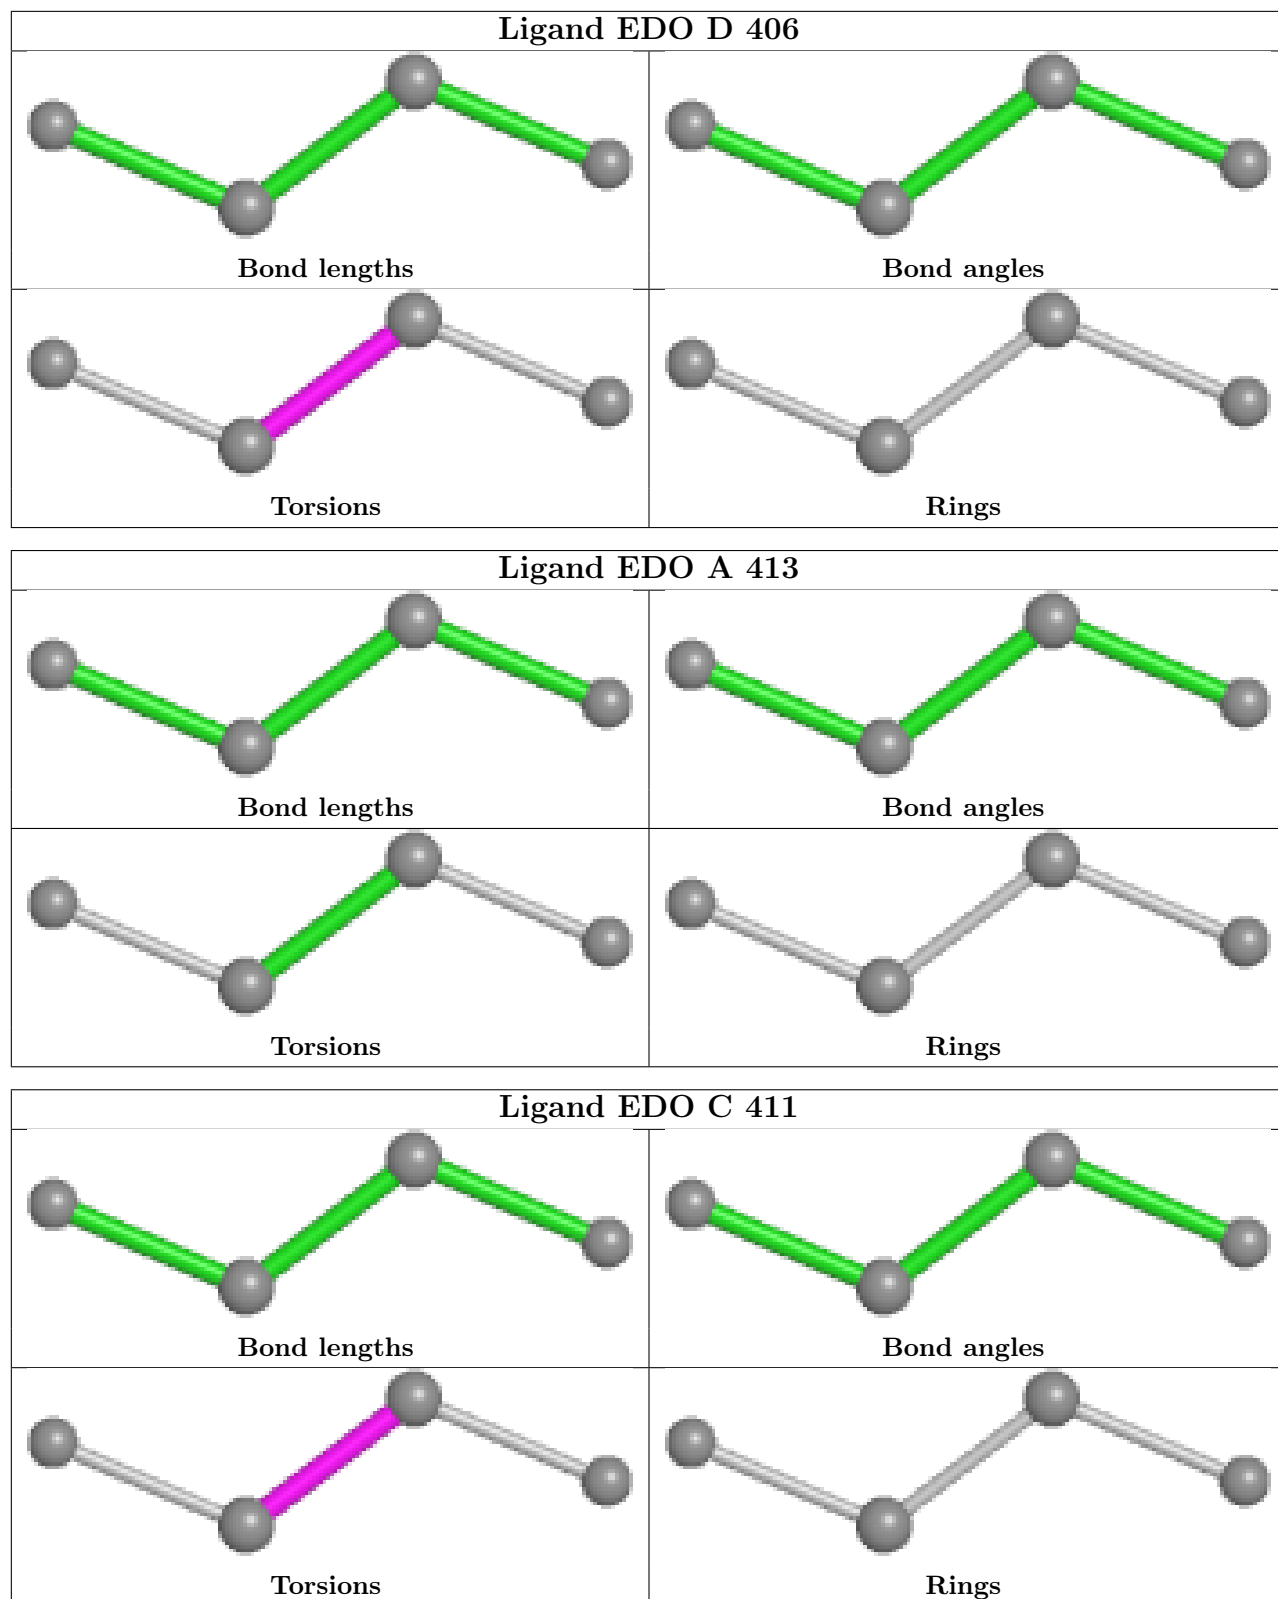 Ligand EDO D 406
Bond lengths
Bond angles
Torsions
Rings
Ligand EDO A 413
Bond lengths
Bond angles
Torsions
Rings
Ligand EDO C 411
Bond lengths
Bond angles
Torsions
Rings